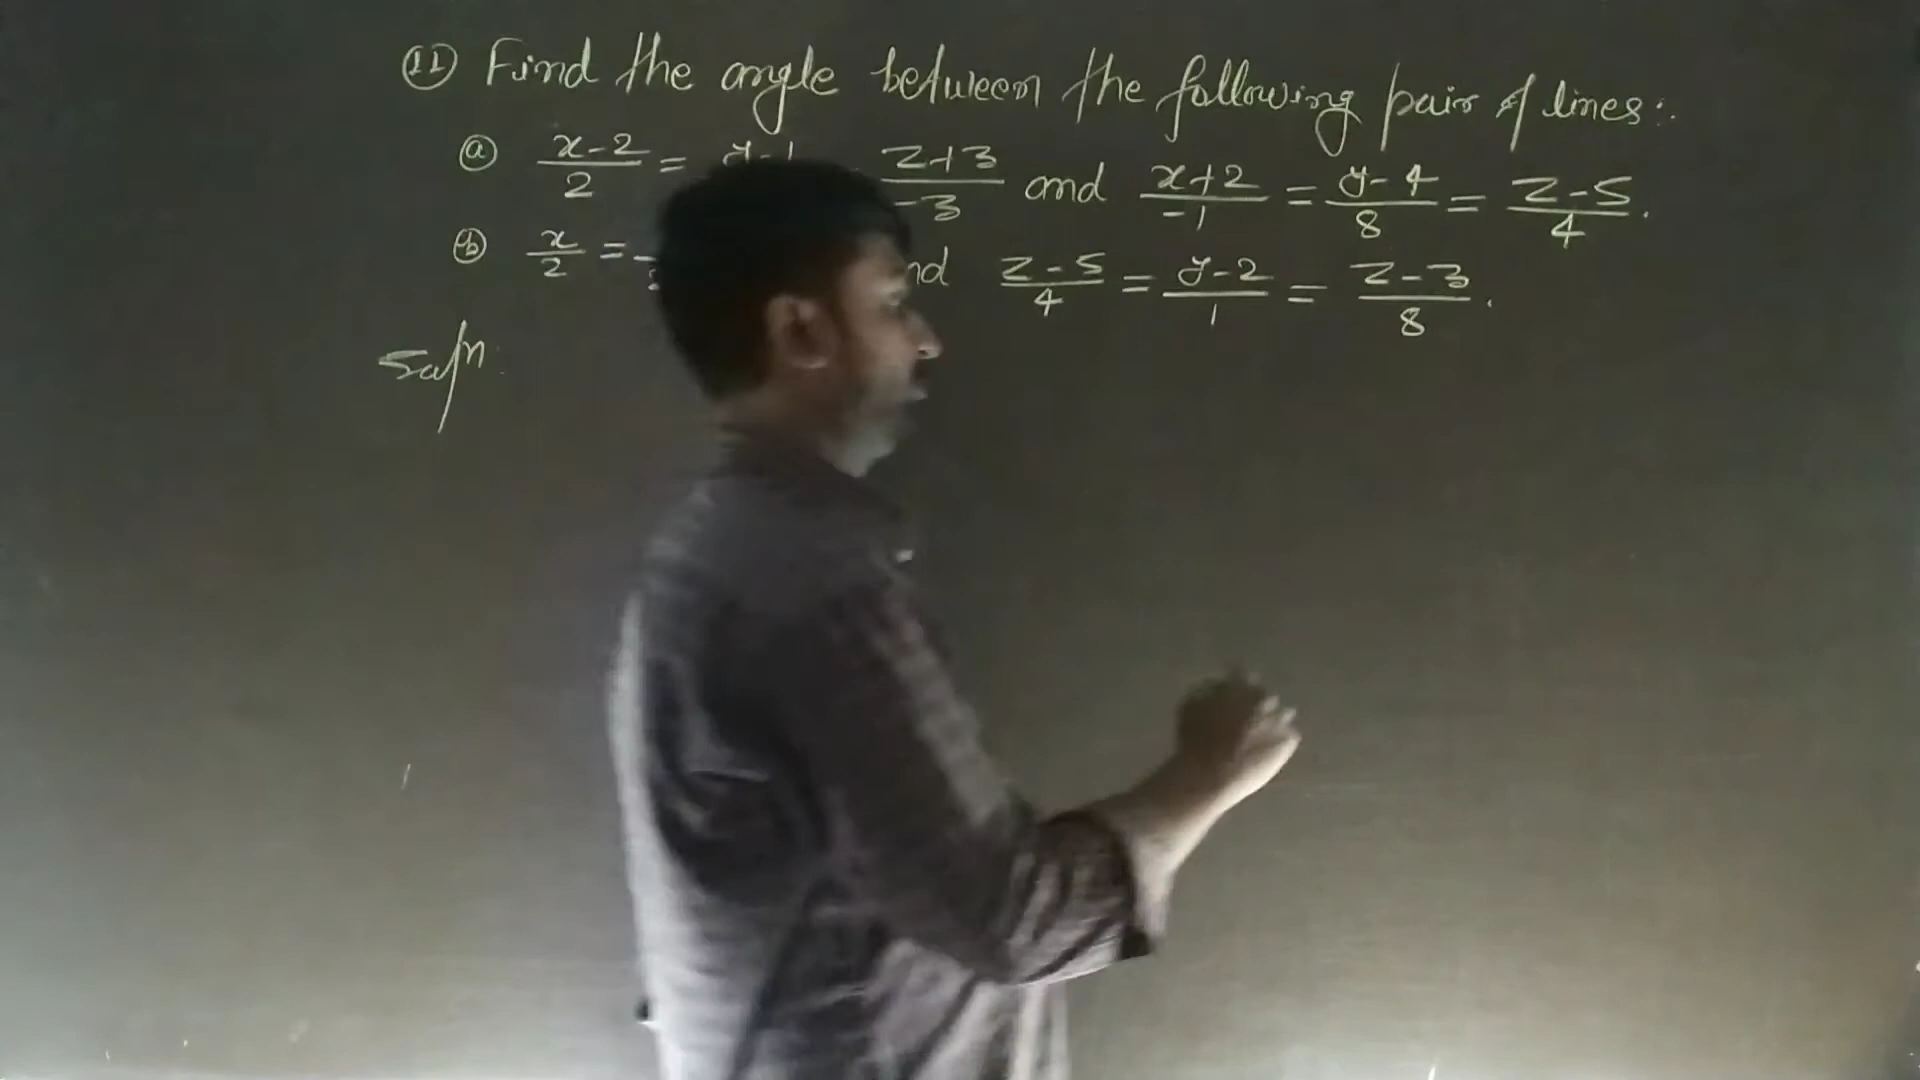 (11) Find the angle between the following pair of lines:
(a) x-2/2 = y-1 z+3/-3 and x+2/-1 = y-4/8 = z-5/4.
(b) x/2 = z-5/4 = y-2/1 = z-3/8.
Soln: